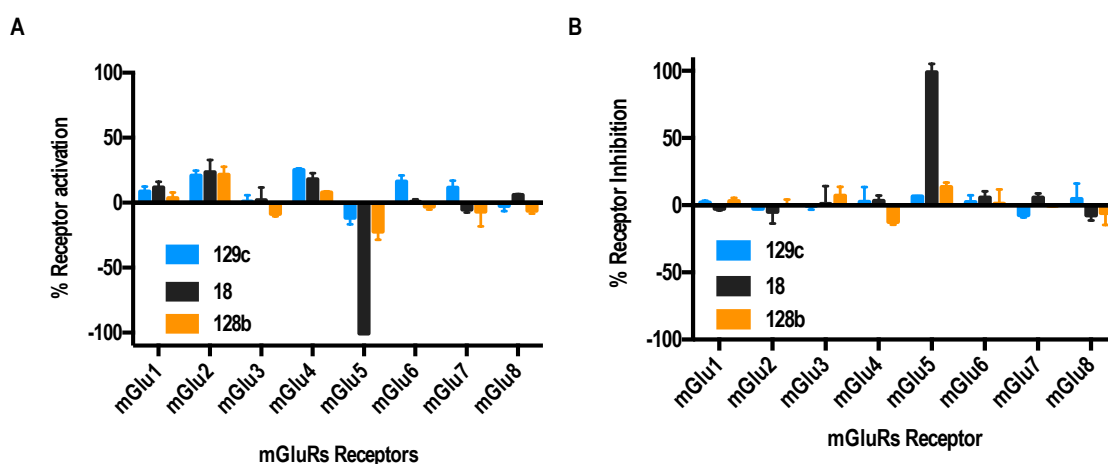 A
% Receptor activation
100
50
0
-50
-100
129c
18
128b
mGlu1
mGlu2
mGlu3
mGlu4
mGlu5
mGlu6
mGlu7
mGlu8
mGluRs Receptors
B
% Receptor Inhibition
100
50
0
-50
-100
129c
18
128b
mGlu1
mGlu2
mGlu3
mGlu4
mGlu5
mGlu6
mGlu7
mGlu8
mGluRs Receptor